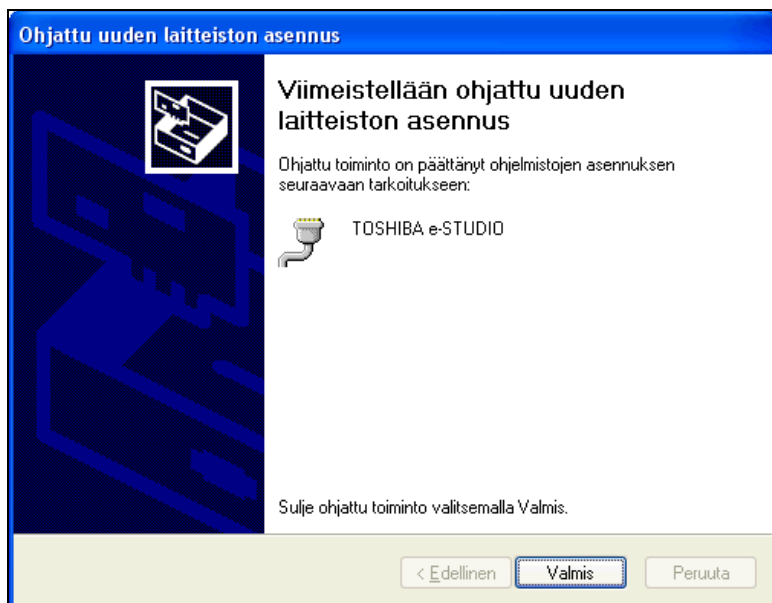 Ohjattu uuden laitteiston asennus
Viimeistellään ohjattu uuden
laitteiston asennus
Ohjattu toiminto on päättänyt ohjelmistojen asennuksen
seuraavaan tarkoitukseen:
TOSHIBA e-STUDIO
Sulje ohjattu toiminto valitsemalla Valmis.
< Edellinen
Valmis
Peruuta